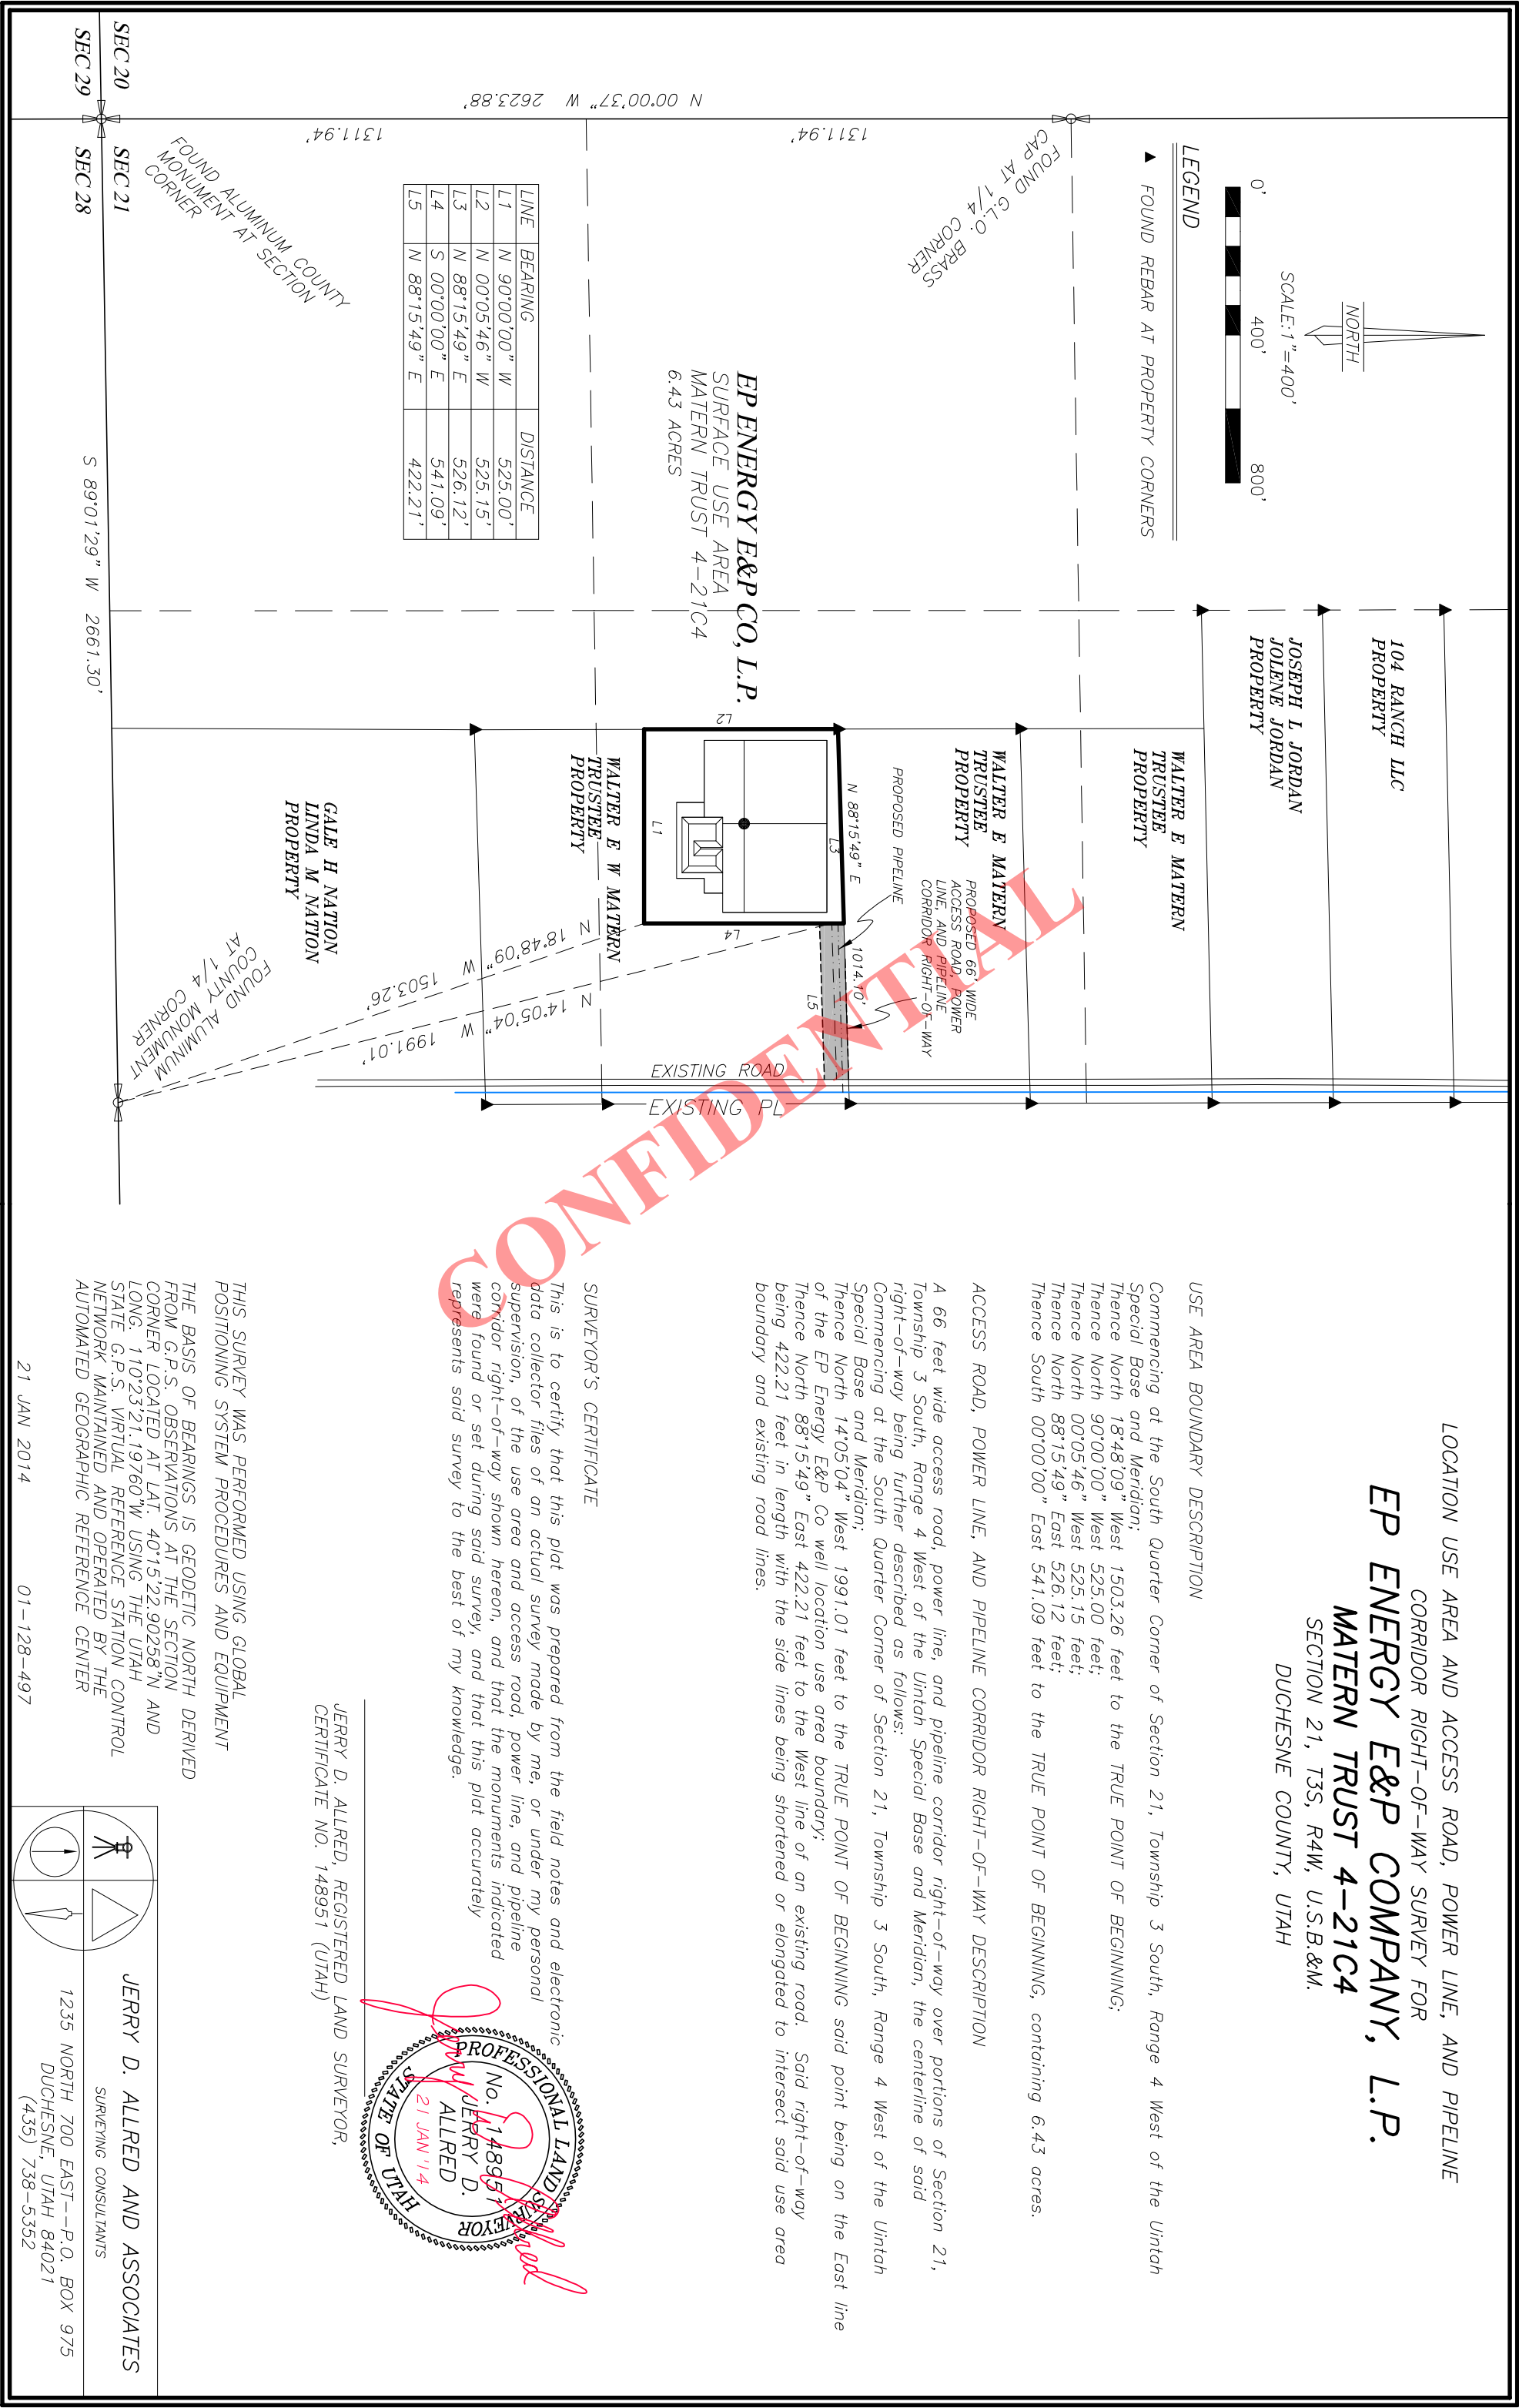 LOCATION USE AREA AND ACCESS ROAD, POWER LINE, AND PIPELINE
CORRIDOR RIGHT-OF-WAY SURVEY FOR
EP ENERGY E&P COMPANY, L.P.
MATERN TRUST 4-21C4
SECTION 21, T3S, R4W, U.S.B.&M.
DUCHESNE COUNTY, UTAH
NORTH
SCALE:1"=400'
0'
400'
800'
LEGEND
▲ FOUND REBAR AT PROPERTY CORNERS
104 RANCH LLC
PROPERTY
JOSEPH L JORDAN
JOLENE JORDAN
PROPERTY
WALTER E MATERN
TRUSTEE
PROPERTY
FOUND G.L.O. BRASS
CAP AT 1/4 CORNER
N 00°00'37" W 2623.88'
1311.94'
1311.94'
EP ENERGY E&P CO, L.P.
SURFACE USE AREA
MATERN TRUST 4-21C4
6.43 ACRES
WALTER E MATERN
TRUSTEE
PROPERTY
PROPOSED 66' WIDE
ACCESS ROAD, POWER
LINE, AND PIPELINE
CORRIDOR RIGHT-OF-WAY
PROPOSED PIPELINE
N 88°15'49" E
1014.10'
L3
L5
L2
L4
L1
EXISTING ROAD
EXISTING PL
WALTER E W MATERN
TRUSTEE
PROPERTY
N 18°48'09" W 1503.26'
N 14°05'04" W 1991.01'
LINE BEARING DISTANCE
L1 N 90°00'00" W 525.00'
L2 N 00°05'46" W 525.15'
L3 N 88°15'49" E 526.12'
L4 S 00°00'00" E 541.09'
L5 N 88°15'49" E 422.21'
GALE H NATION
LINDA M NATION
PROPERTY
FOUND ALUMINUM COUNTY
MONUMENT AT SECTION
CORNER
FOUND ALUMINUM
COUNTY MONUMENT
AT 1/4 CORNER
SEC 20
SEC 21
SEC 29
SEC 28
S 89°01'29" W 2661.30'
CONFIDENTIAL
USE AREA BOUNDARY DESCRIPTION
Commencing at the South Quarter Corner of Section 21, Township 3 South, Range 4 West of the Uintah
Special Base and Meridian;
Thence North 18°48'09" West 1503.26 feet to the TRUE POINT OF BEGINNING;
Thence North 90°00'00" West 525.00 feet;
Thence North 00°05'46" West 525.15 feet;
Thence North 88°15'49" East 526.12 feet;
Thence South 00°00'00" East 541.09 feet to the TRUE POINT OF BEGINNING, containing 6.43 acres.
ACCESS ROAD, POWER LINE, AND PIPELINE CORRIDOR RIGHT-OF-WAY DESCRIPTION
A 66 feet wide access road, power line, and pipeline corridor right-of-way over portions of Section 21,
Township 3 South, Range 4 West of the Uintah Special Base and Meridian, the centerline of said
right-of-way being further described as follows:
Commencing at the South Quarter Corner of Section 21, Township 3 South, Range 4 West of the Uintah
Special Base and Meridian;
Thence North 14°05'04" West 1991.01 feet to the TRUE POINT OF BEGINNING said point being on the East line
of the EP Energy E&P Co well location use area boundary;
Thence North 88°15'49" East 422.21 feet to the West line of an existing road. Said right-of-way
being 422.21 feet in length with the side lines being shortened or elongated to intersect said use area
boundary and existing road lines.
SURVEYOR'S CERTIFICATE
This is to certify that this plat was prepared from the field notes and electronic
data collector files of an actual survey made by me, or under my personal
supervision, of the use area and access road, power line, and pipeline
corridor right-of-way shown hereon, and that the monuments indicated
were found or set during said survey, and that this plat accurately
represents said survey to the best of my knowledge.
JERRY D. ALLRED, REGISTERED LAND SURVEYOR,
CERTIFICATE NO. 148951 (UTAH)
PROFESSIONAL LAND SURVEYOR
No. 148951
JERRY D.
ALLRED
21 JAN '14
STATE OF UTAH
Jerry D. Allred
THIS SURVEY WAS PERFORMED USING GLOBAL
POSITIONING SYSTEM PROCEDURES AND EQUIPMENT
THE BASIS OF BEARINGS IS GEODETIC NORTH DERIVED
FROM G.P.S. OBSERVATIONS AT THE SECTION
CORNER LOCATED AT LAT. 40°15'22.90258"N AND
LONG. 110°23'21.19760"W USING THE UTAH
STATE G.P.S. VIRTUAL REFERENCE STATION CONTROL
NETWORK MAINTAINED AND OPERATED BY THE
AUTOMATED GEOGRAPHIC REFERENCE CENTER
21 JAN 2014 01-128-497
JERRY D. ALLRED AND ASSOCIATES
SURVEYING CONSULTANTS
1235 NORTH 700 EAST--P.O. BOX 975
DUCHESNE, UTAH 84021
(435) 738-5352